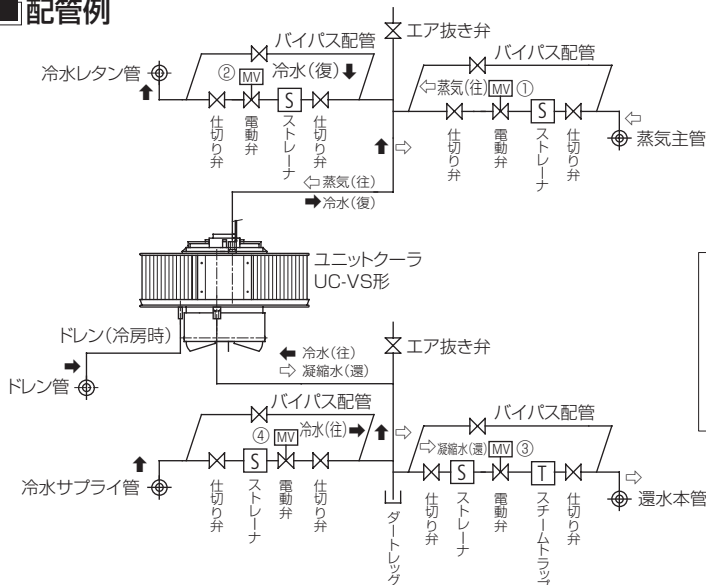 ■配管例
エア抜き弁
バイパス配管
バイパス配管
冷水レタン管
② MV 冷水(復)
蒸気(往) MV ①
S
S
仕切り弁
電動弁
ストレーナ
仕切り弁
仕切り弁
電動弁
ストレーナ
仕切り弁
蒸気主管
蒸気(往)
冷水(復)
ユニットクーラ
UC-VS形
ドレン(冷房時)
ドレン管
冷水(往)
凝縮水(還)
エア抜き弁
バイパス配管
バイパス配管
④ MV 冷水(往)
凝縮水(還) MV ③
S
S
T
冷水サプライ管
還水本管
仕切り弁
ストレーナ
電動弁
仕切り弁
ダートレッグ
仕切り弁
ストレーナ
電動弁
スチームトラップ
仕切り弁